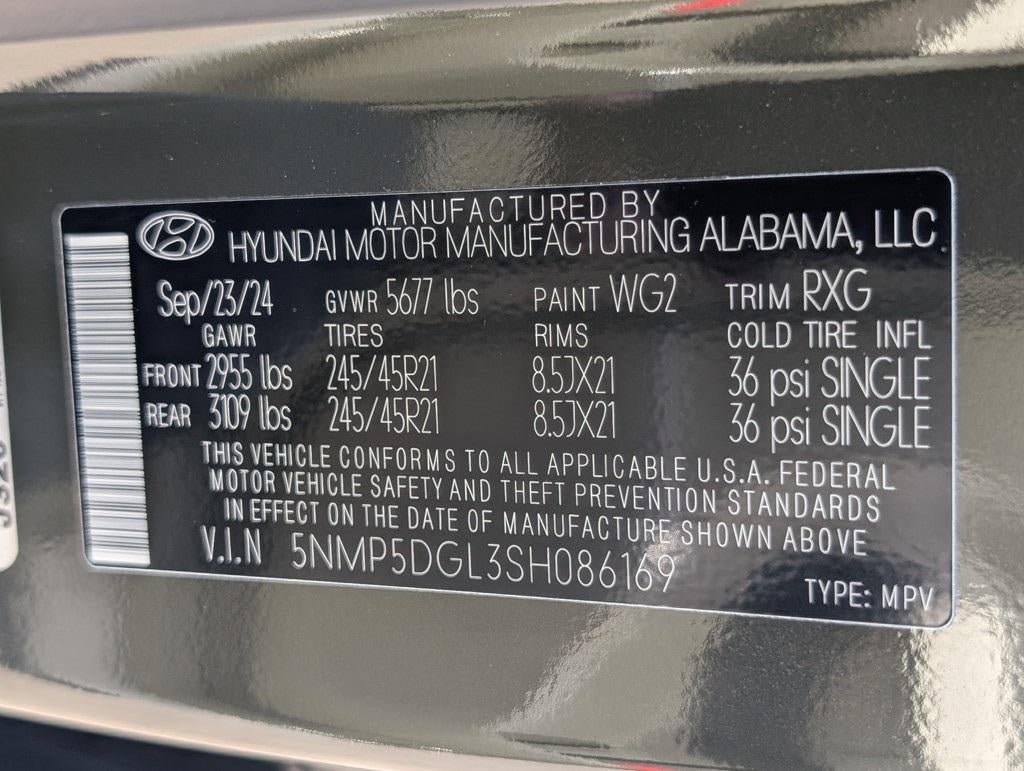 MANUFACTURED BY
HYUNDAI MOTOR MANUFACTURING ALABAMA, LLC
Sep/23/24 GVWR 5677 lbs PAINT WG2 TRIM RXG
GAWR TIRES RIMS COLD TIRE INFL
FRONT 2955 lbs 245/45R21 8.5JX21 36 psi SINGLE
REAR 3109 lbs 245/45R21 8.5JX21 36 psi SINGLE
THIS VEHICLE CONFORMS TO ALL APPLICABLE U.S.A. FEDERAL
MOTOR VEHICLE SAFETY AND THEFT PREVENTION STANDARDS
IN EFFECT ON THE DATE OF MANUFACTURE SHOWN ABOVE
V.I.N 5NMP5DGL3SH086169
TYPE: MPV